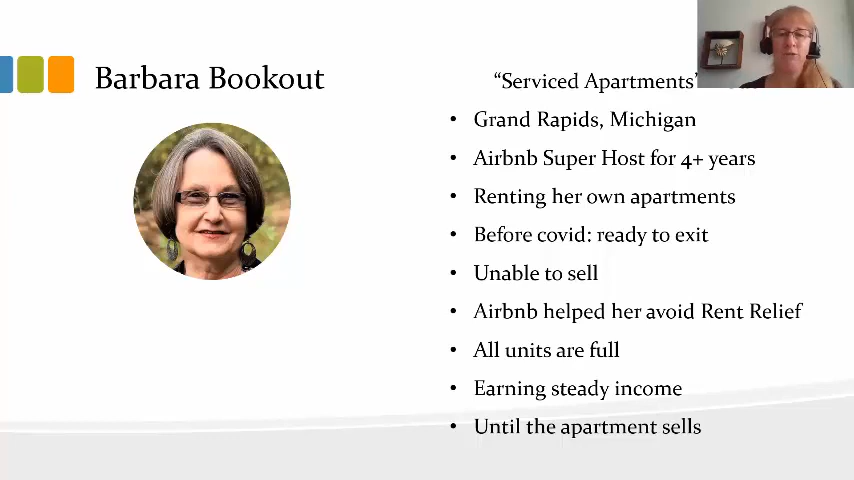 Barbara Bookout
“Serviced Apartments”
• Grand Rapids, Michigan
• Airbnb Super Host for 4+ years
• Renting her own apartments
• Before covid: ready to exit
• Unable to sell
• Airbnb helped her avoid Rent Relief
• All units are full
• Earning steady income
• Until the apartment sells